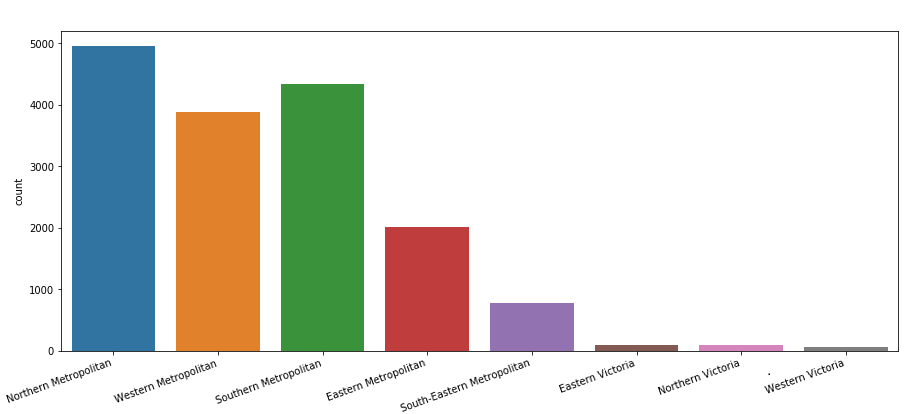 5000
4000
3000
2000
1000
0
count
Northern Metropolitan
Western Metropolitan
Southern Metropolitan
Eastern Metropolitan
South-Eastern Metropolitan
Eastern Victoria
Northern Victoria
.
Western Victoria